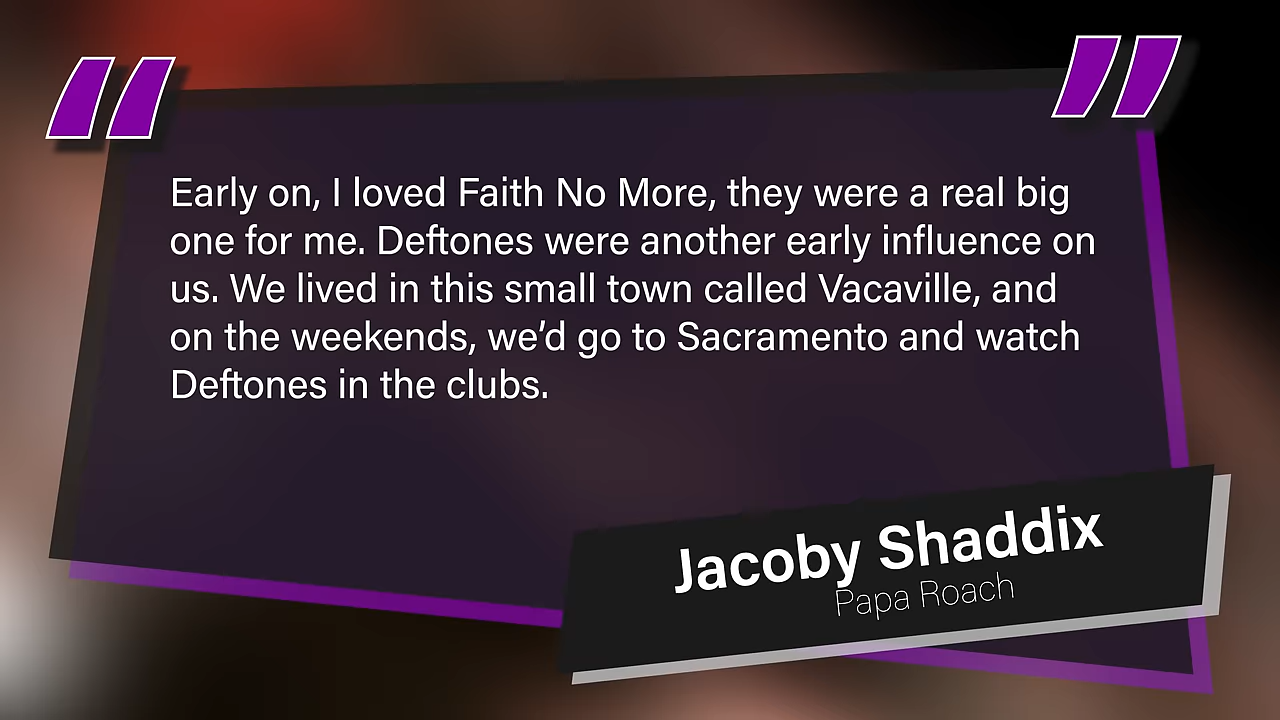 Early on, I loved Faith No More, they were a real big
one for me. Deftones were another early influence on
us. We lived in this small town called Vacaville, and
on the weekends, we’d go to Sacramento and watch
Deftones in the clubs.
Jacoby Shaddix
Papa Roach